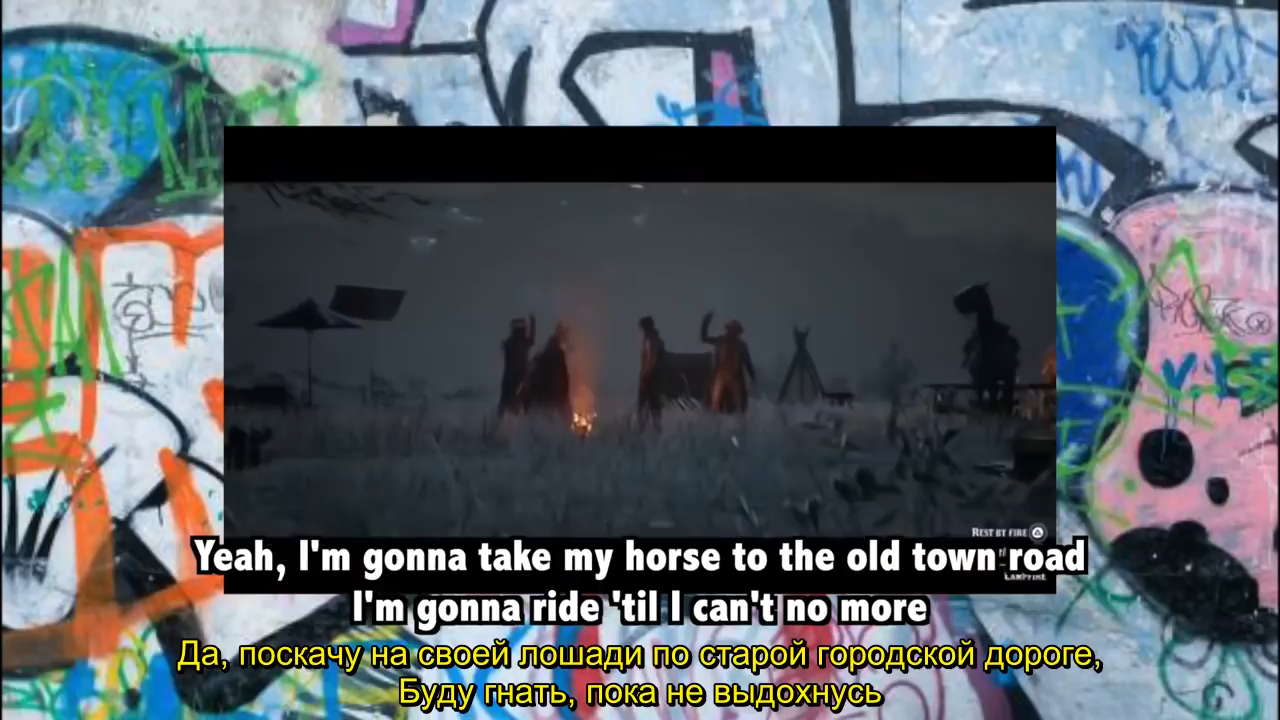 REST BY FIRE
CAMPFIRE
Yeah, I'm gonna take my horse to the old town road
I'm gonna ride 'til I can't no more
Да, поскачу на своей лошади по старой городской дороге,
Буду гнать, пока не выдохнусь